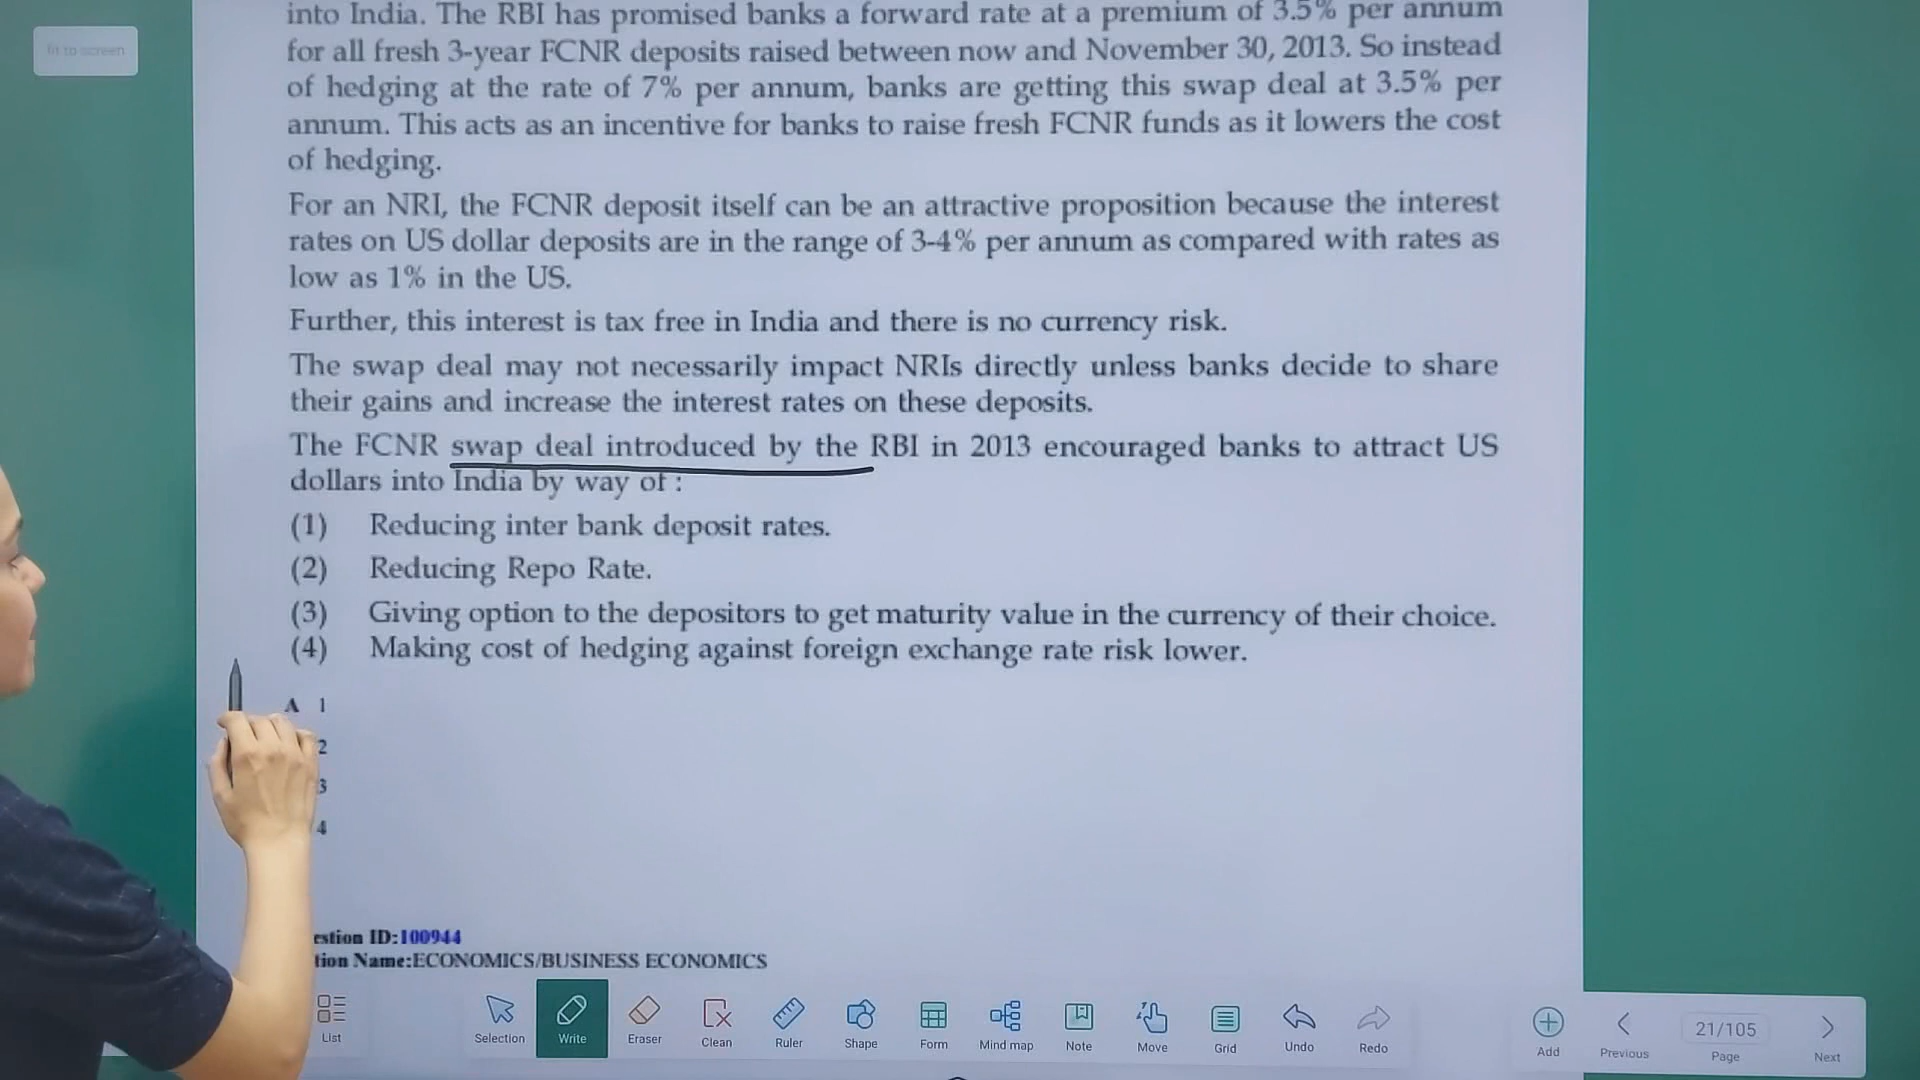 into India. The RBI has promised banks a forward rate at a premium of 3.5% per annum
for all fresh 3-year FCNR deposits raised between now and November 30, 2013. So instead
of hedging at the rate of 7% per annum, banks are getting this swap deal at 3.5% per
annum. This acts as an incentive for banks to raise fresh FCNR funds as it lowers the cost
of hedging.
For an NRI, the FCNR deposit itself can be an attractive proposition because the interest
rates on US dollar deposits are in the range of 3-4% per annum as compared with rates as
low as 1% in the US.
Further, this interest is tax free in India and there is no currency risk.
The swap deal may not necessarily impact NRIs directly unless banks decide to share
their gains and increase the interest rates on these deposits.
The FCNR swap deal introduced by the RBI in 2013 encouraged banks to attract US
dollars into India by way of :
(1) Reducing inter bank deposit rates.
(2) Reducing Repo Rate.
(3) Giving option to the depositors to get maturity value in the currency of their choice.
(4) Making cost of hedging against foreign exchange rate risk lower.
A 1
2
3
4
estion ID:100944
tion Name:ECONOMICS/BUSINESS ECONOMICS
fit to screen
List
Selection
Write
Eraser
Clean
Ruler
Shape
Form
Mind map
Note
Move
Grid
Undo
Redo
Add
Previous
21/105
Page
Next